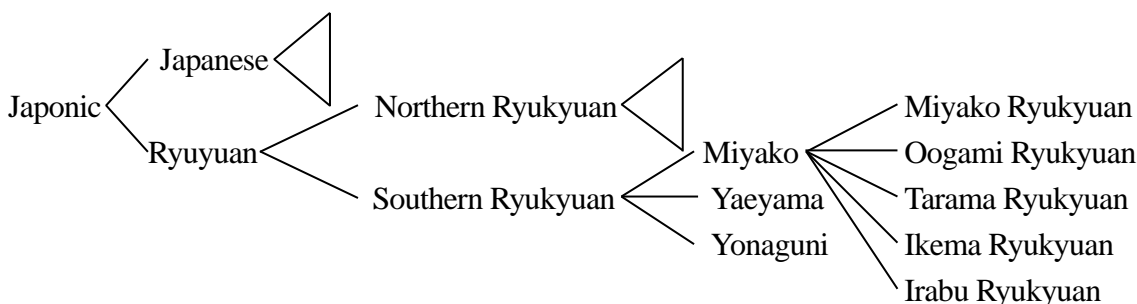 Japonic
Japanese
Ryuyuan
Northern Ryukyuan
Southern Ryukyuan
Miyako
Yaeyama
Yonaguni
Miyako Ryukyuan
Oogami Ryukyuan
Tarama Ryukyuan
Ikema Ryukyuan
Irabu Ryukyuan